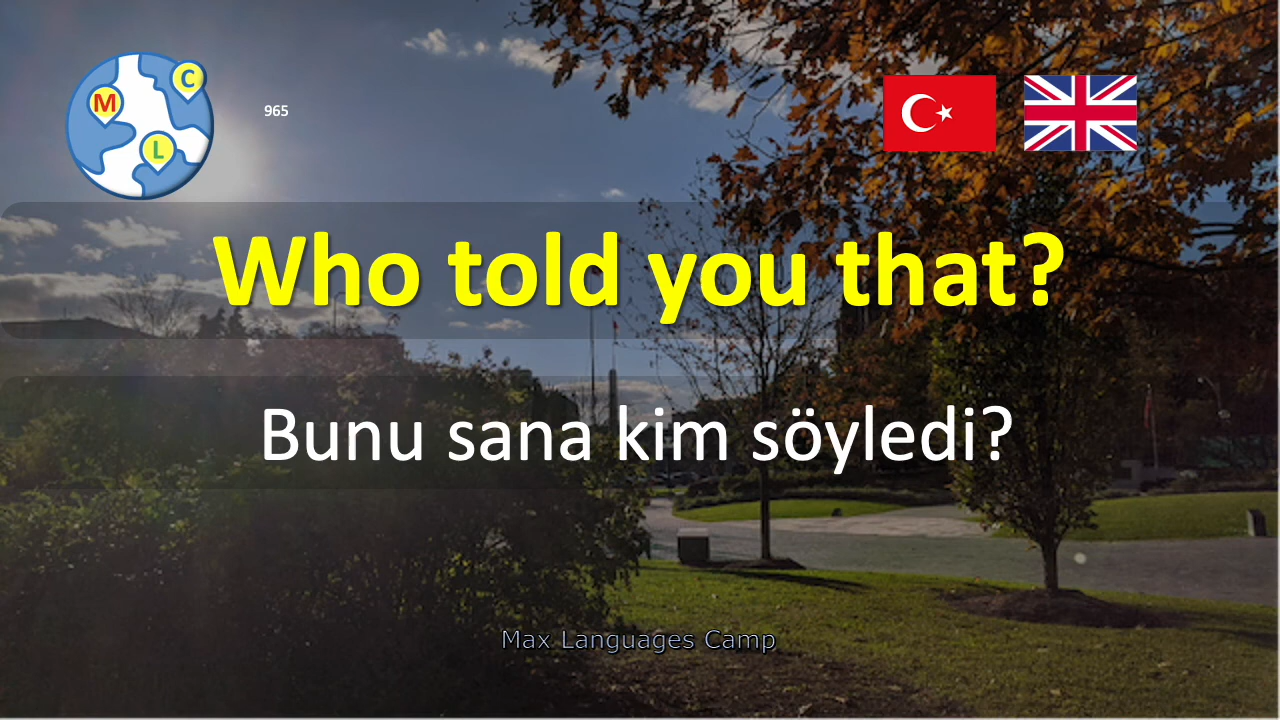 C
M
L
965
Who told you that?
Bunu sana kim söyledi?
Max Languages Camp